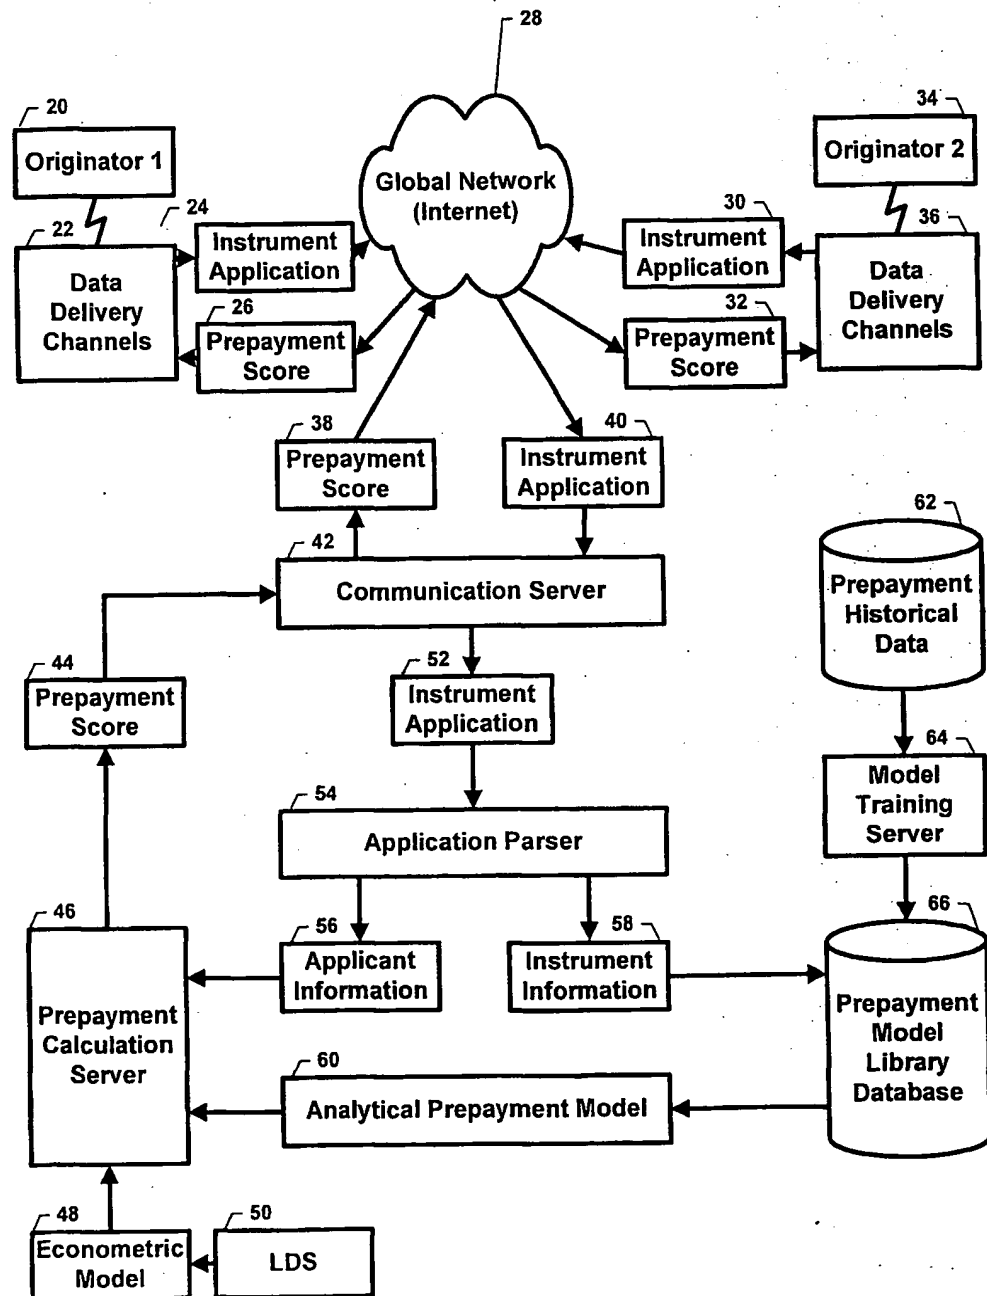 28
20
Originator 1
34
Originator 2
Global Network
(Internet)
22
24
Instrument
Application
30
Instrument
Application
36
Data
Delivery
Channels
Data
Delivery
Channels
26
Prepayment
Score
32
Prepayment
Score
38
Prepayment
Score
40
Instrument
Application
42
Communication Server
62
Prepayment
Historical
Data
44
Prepayment
Score
52
Instrument
Application
64
Model
Training
Server
54
Application Parser
46
Prepayment
Calculation
Server
56
Applicant
Information
58
Instrument
Information
66
Prepayment
Model
Library
Database
60
Analytical Prepayment Model
48
Econometric
Model
50
LDS